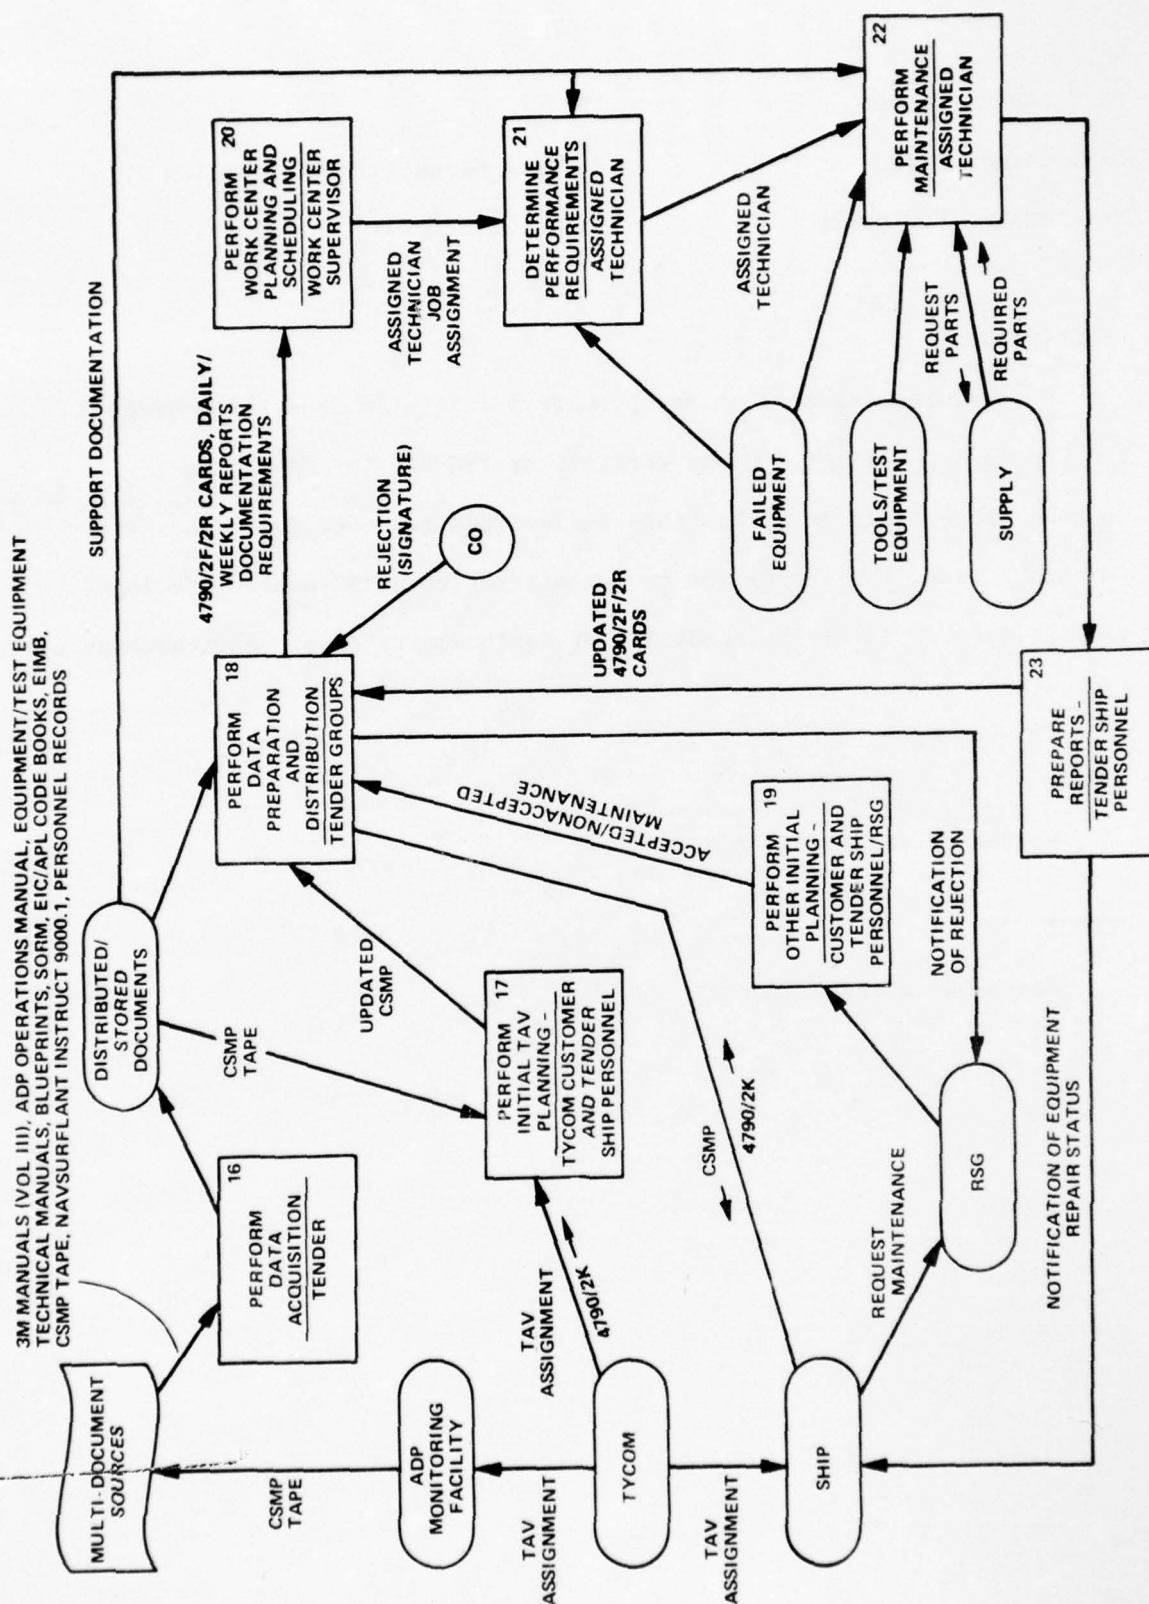 3M MANUALS (VOL III), ADP OPERATIONS MANUAL, EQUIPMENT/TEST EQUIPMENT
TECHNICAL MANUALS, BLUEPRINTS, SORM, EIC/APL CODE BOOKS, EIMB,
CSMP TAPE, NAVSURFLANT INSTRUCT 9000.1, PERSONNEL RECORDS
MULTI-DOCUMENT
SOURCES
CSMP
TAPE
ADP
MONITORING
FACILITY
TAV
ASSIGNMENT
TYCOM
TAV
ASSIGNMENT
SHIP
TAV
ASSIGNMENT
4790/2K
16
PERFORM
DATA
ACQUISITION
TENDER
DISTRIBUTED/
STORED
DOCUMENTS
SUPPORT DOCUMENTATION
CSMP
TAPE
17
PERFORM
INITIAL TAV
PLANNING –
TYCOM CUSTOMER
AND TENDER
SHIP PERSONNEL
UPDATED
CSMP
CSMP
4790/2K
REQUEST
MAINTENANCE
RSG
NOTIFICATION OF EQUIPMENT
REPAIR STATUS
18
PERFORM
DATA
PREPARATION
AND
DISTRIBUTION
TENDER GROUPS
ACCEPTED/NONACCEPTED
MAINTENANCE
19
PERFORM
OTHER INITIAL
PLANNING –
CUSTOMER AND
TENDER SHIP
PERSONNEL/RSG
NOTIFICATION
OF REJECTION
4790/2F/2R CARDS, DAILY/
WEEKLY REPORTS
DOCUMENTATION
REQUIREMENTS
REJECTION
(SIGNATURE)
CO
UPDATED
4790/2F/2R
CARDS
23
PREPARE
REPORTS –
TENDER SHIP
PERSONNEL
20
PERFORM
WORK CENTER
PLANNING AND
SCHEDULING
WORK CENTER
SUPERVISOR
ASSIGNED
TECHNICIAN
JOB
ASSIGNMENT
21
DETERMINE
PERFORMANCE
REQUIREMENTS
ASSIGNED
TECHNICIAN
FAILED
EQUIPMENT
TOOLS/TEST
EQUIPMENT
SUPPLY
ASSIGNED
TECHNICIAN
REQUEST
PARTS
REQUIRED
PARTS
22
PERFORM
MAINTENANCE
ASSIGNED
TECHNICIAN